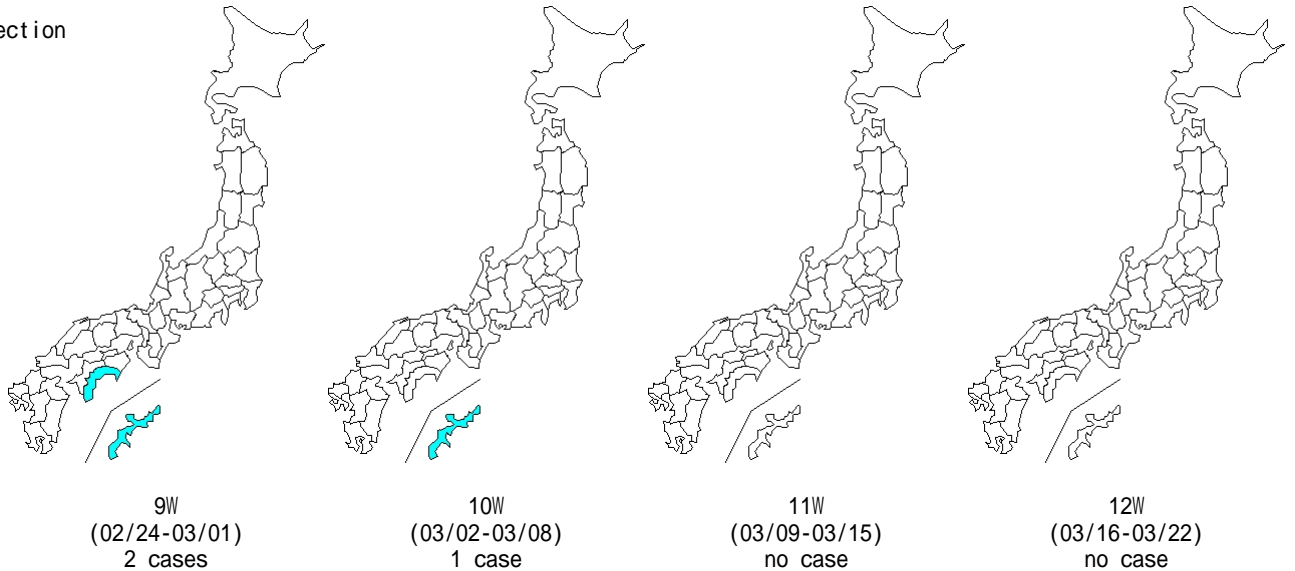 ection
9W
(02/24-03/01)
2 cases
10W
(03/02-03/08)
1 case
11W
(03/09-03/15)
no case
12W
(03/16-03/22)
no case